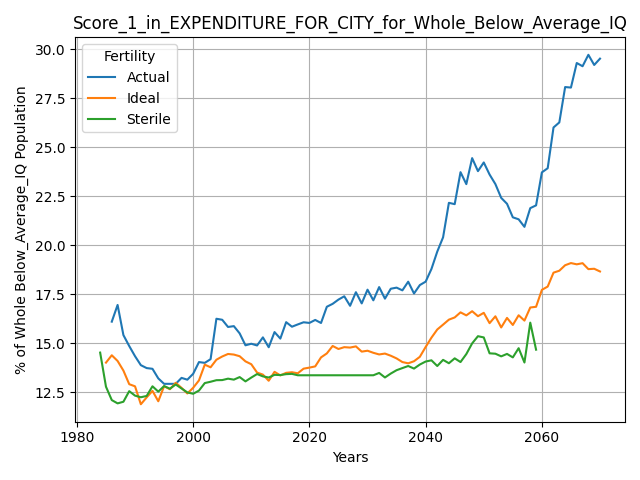 Score_1_in_EXPENDITURE_FOR_CITY_for_Whole_Below_Average_IQ
Fertility
Actual
Ideal
Sterile
% of Whole Below_Average_IQ Population
30.0
27.5
25.0
22.5
20.0
17.5
15.0
12.5
1980 2000 2020 2040 2060
Years